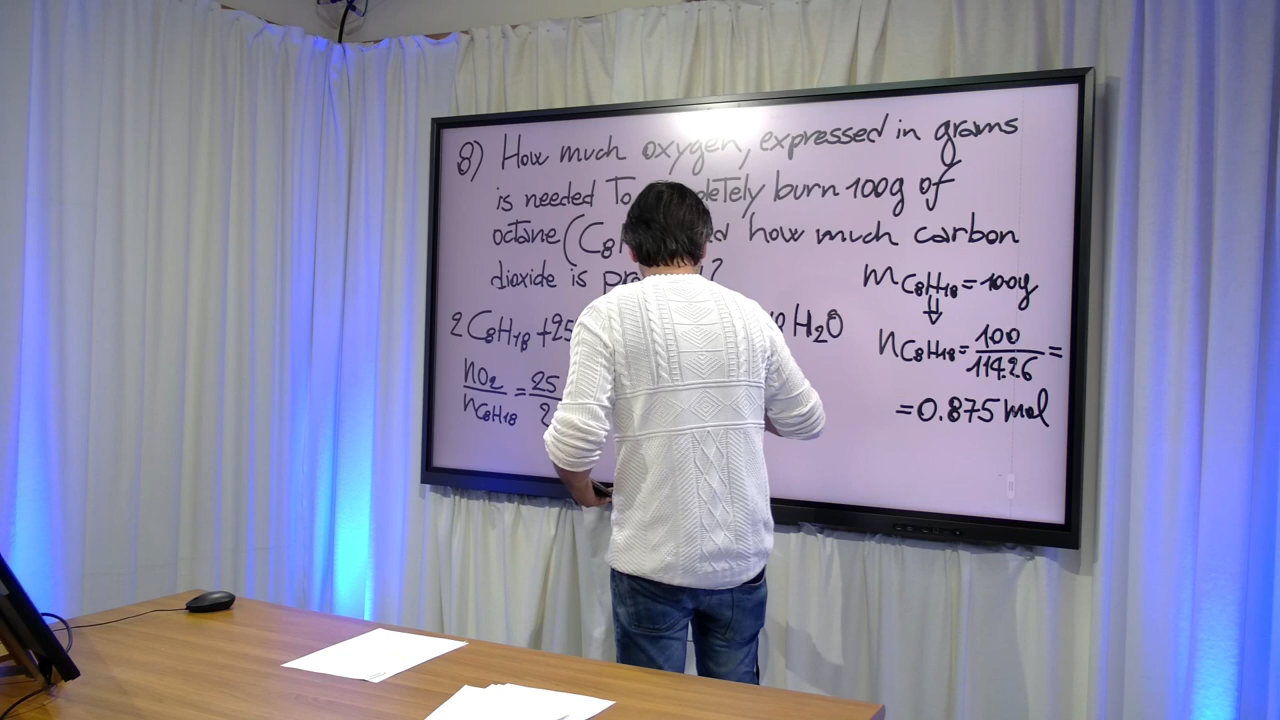 8) How much oxygen, expressed in grams
is needed To burn 100g of
octane (C8 how much carbon
dioxide is ?
mC8H18 = 100g
⇓
2C8H18 + 25 H2O
nC8H18 = 100/114.26 =
nO2/nC8H18 = 25/2
= 0.875 mol